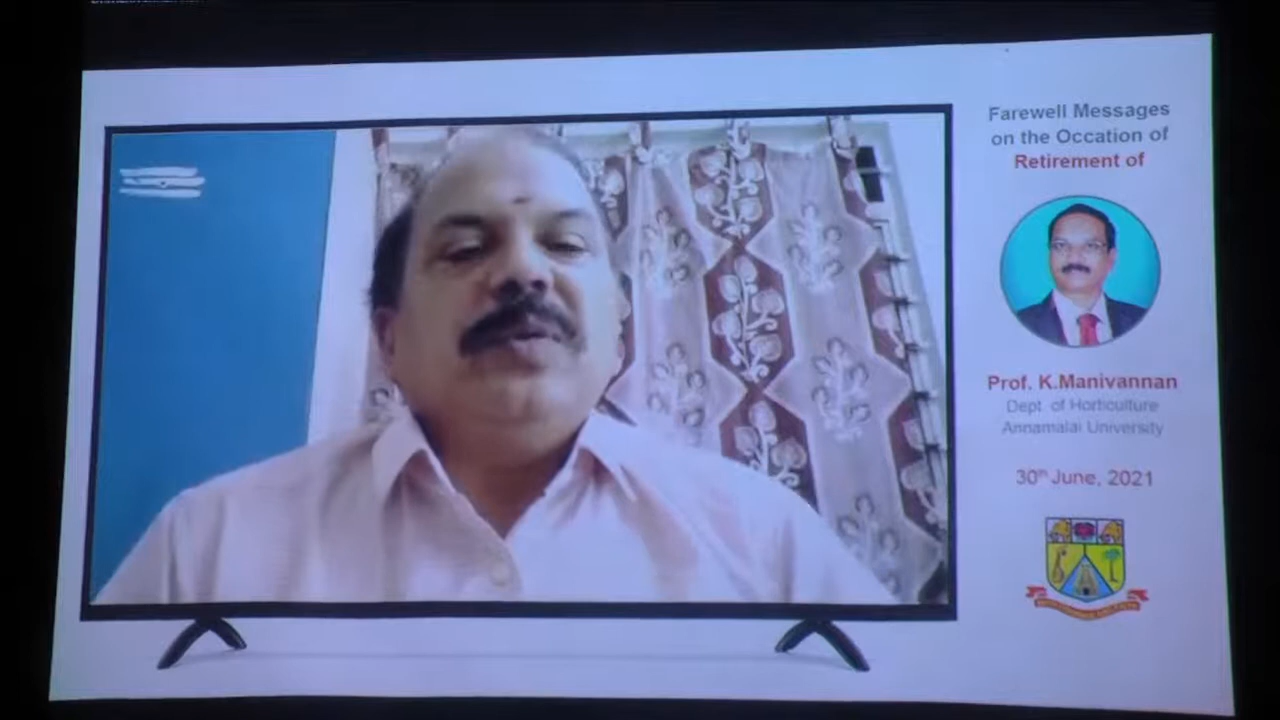 Farewell Messages
on the Occation of
Retirement of
Prof. K.Manivannan
Dept. of Horticulture
Annamalai University
30th June, 2021